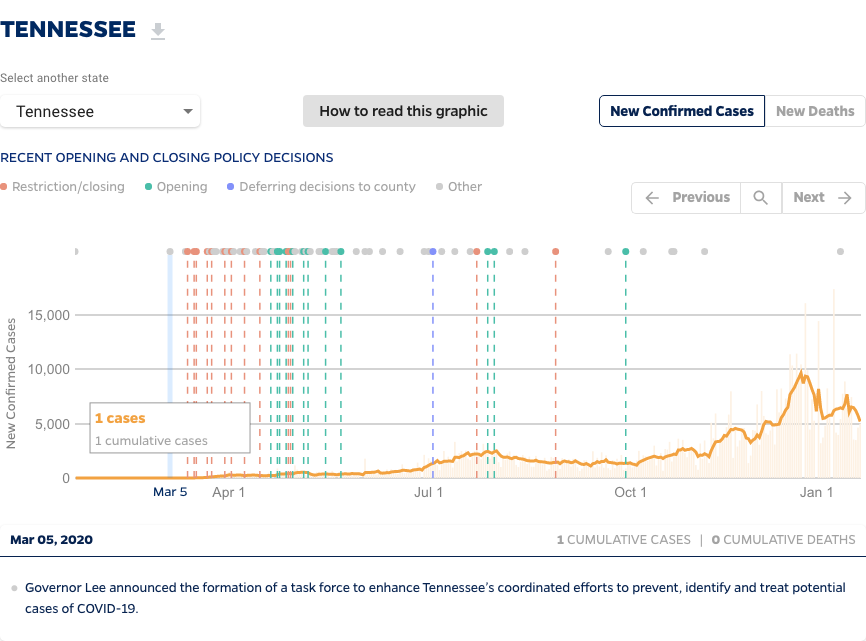 TENNESSEE
Select another state
Tennessee
How to read this graphic
New Confirmed Cases
New Deaths
RECENT OPENING AND CLOSING POLICY DECISIONS
Restriction/closing
Opening
Deferring decisions to county
Other
Previous
Next
New Confirmed Cases
15,000
10,000
5,000
0
1 cases
1 cumulative cases
Mar 5
Apr 1
Jul 1
Oct 1
Jan 1
Mar 05, 2020
1 CUMULATIVE CASES | 0 CUMULATIVE DEATHS
Governor Lee announced the formation of a task force to enhance Tennessee's coordinated efforts to prevent, identify and treat potential
cases of COVID-19.